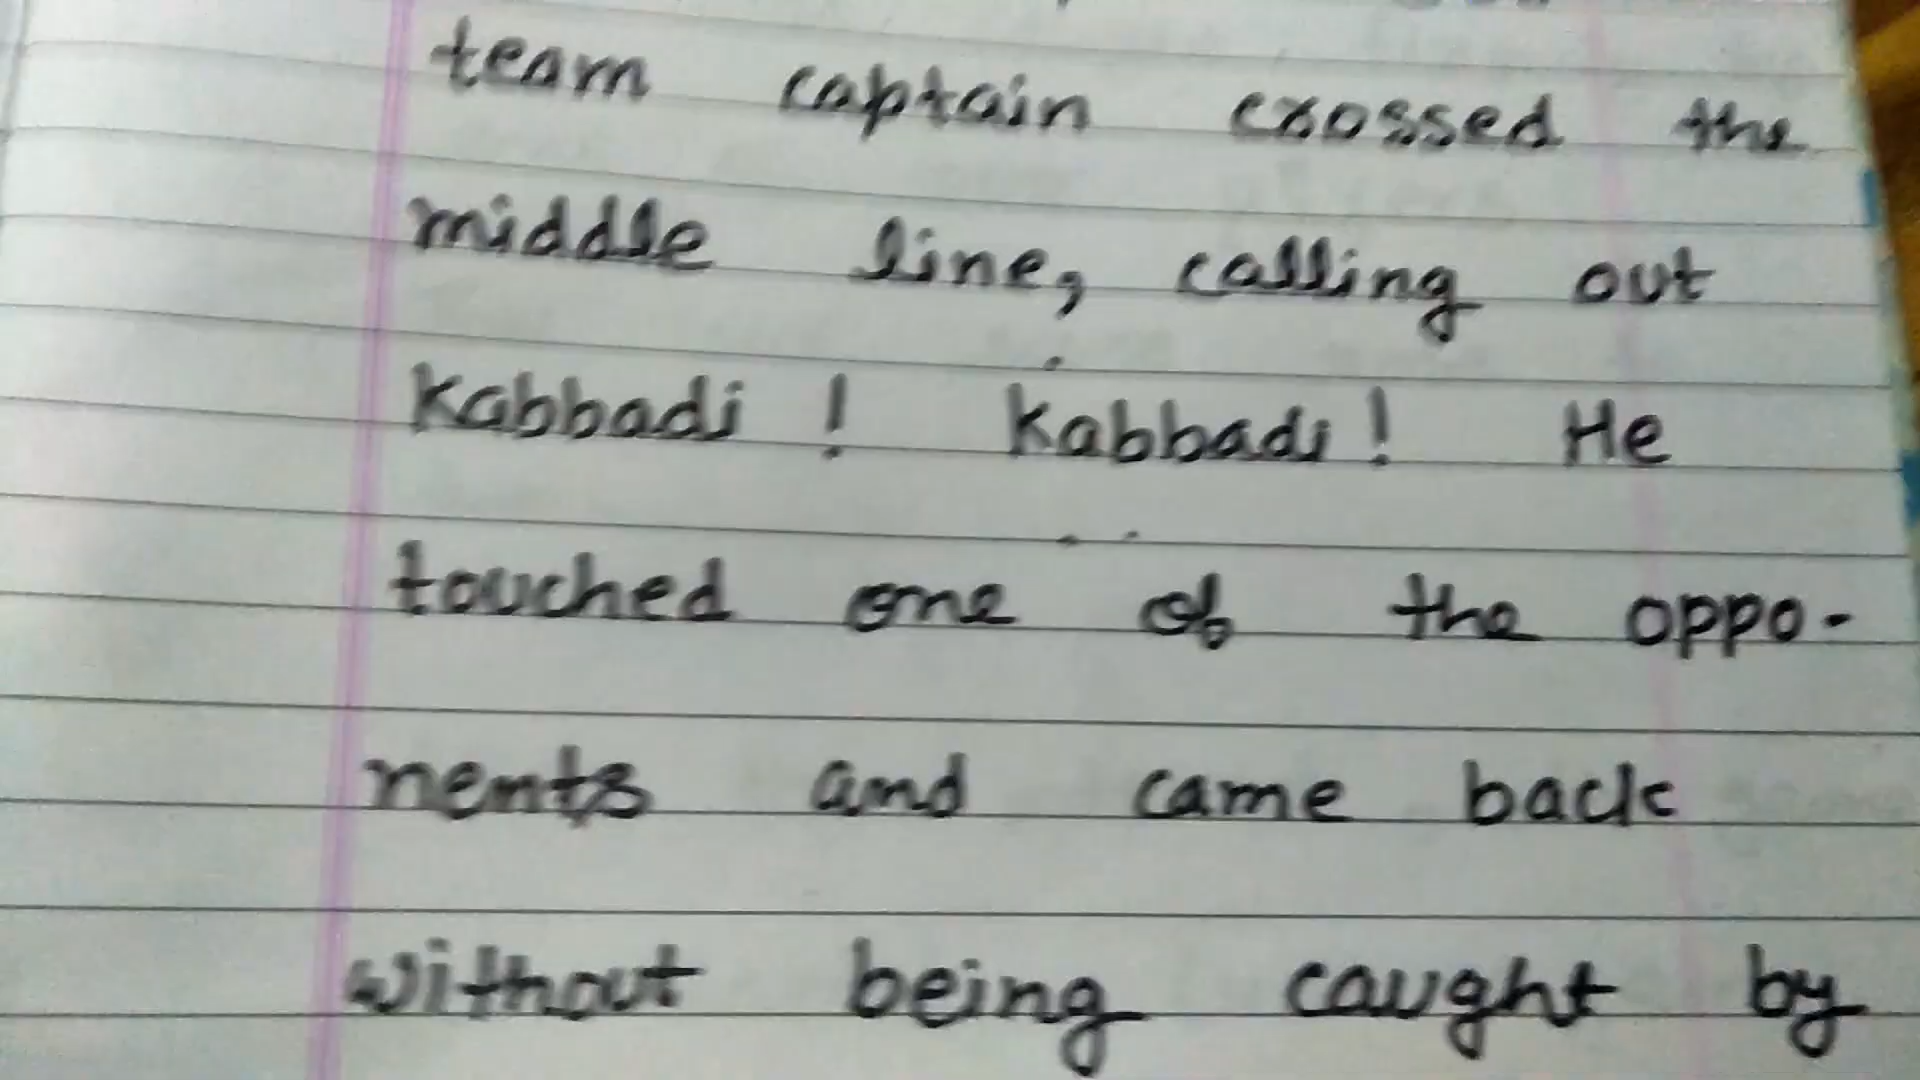 team captain crossed the
middle line, calling out
Kabbadi ! Kabbadi ! He
touched one of the oppo-
nents and came back
without being caught by